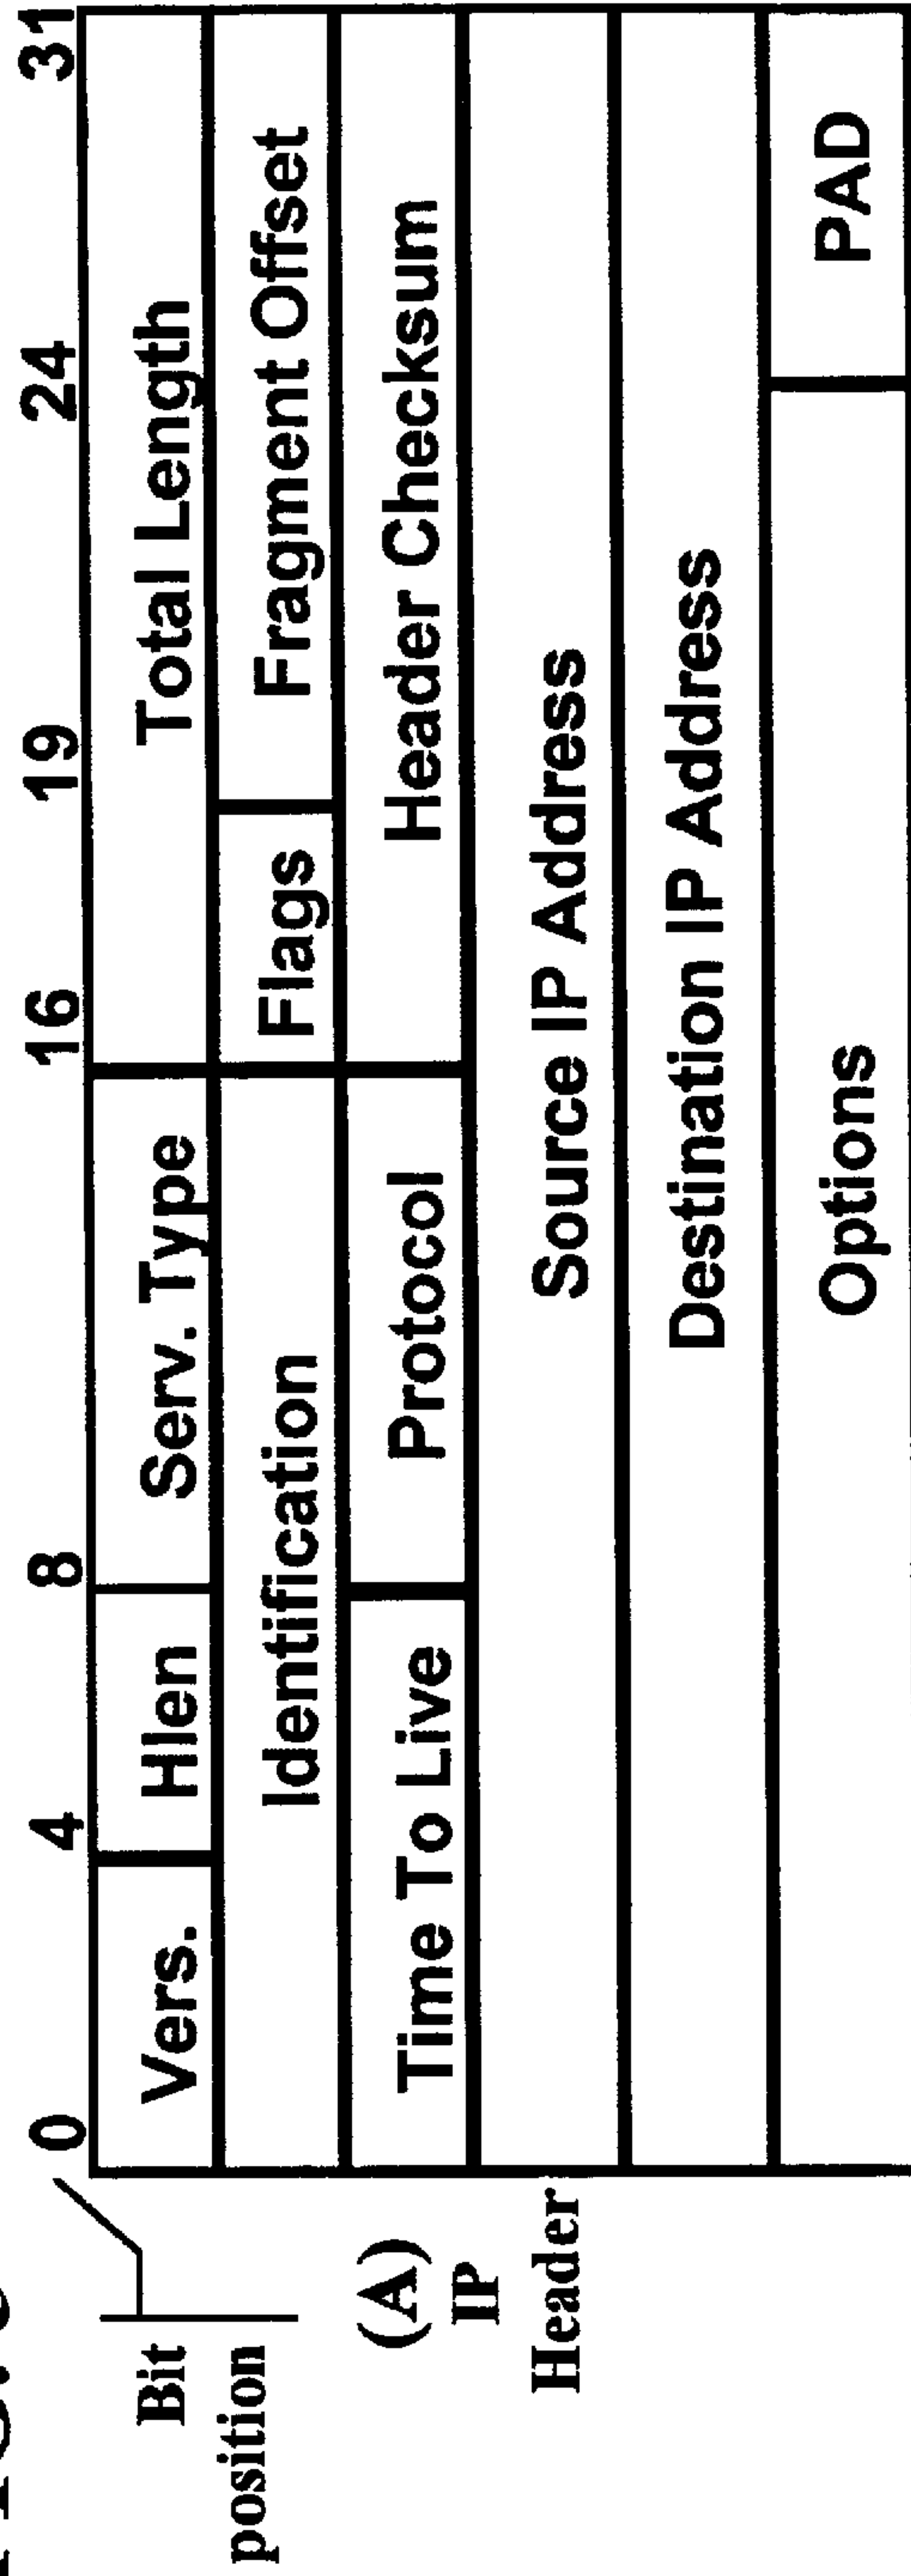 0 4 8 16 19 24 31
Bit
position
Vers. Hlen Serv. Type Total Length
Identification Flags Fragment Offset
(A)
IP
Header
Time To Live Protocol Header Checksum
Source IP Address
Destination IP Address
Options PAD